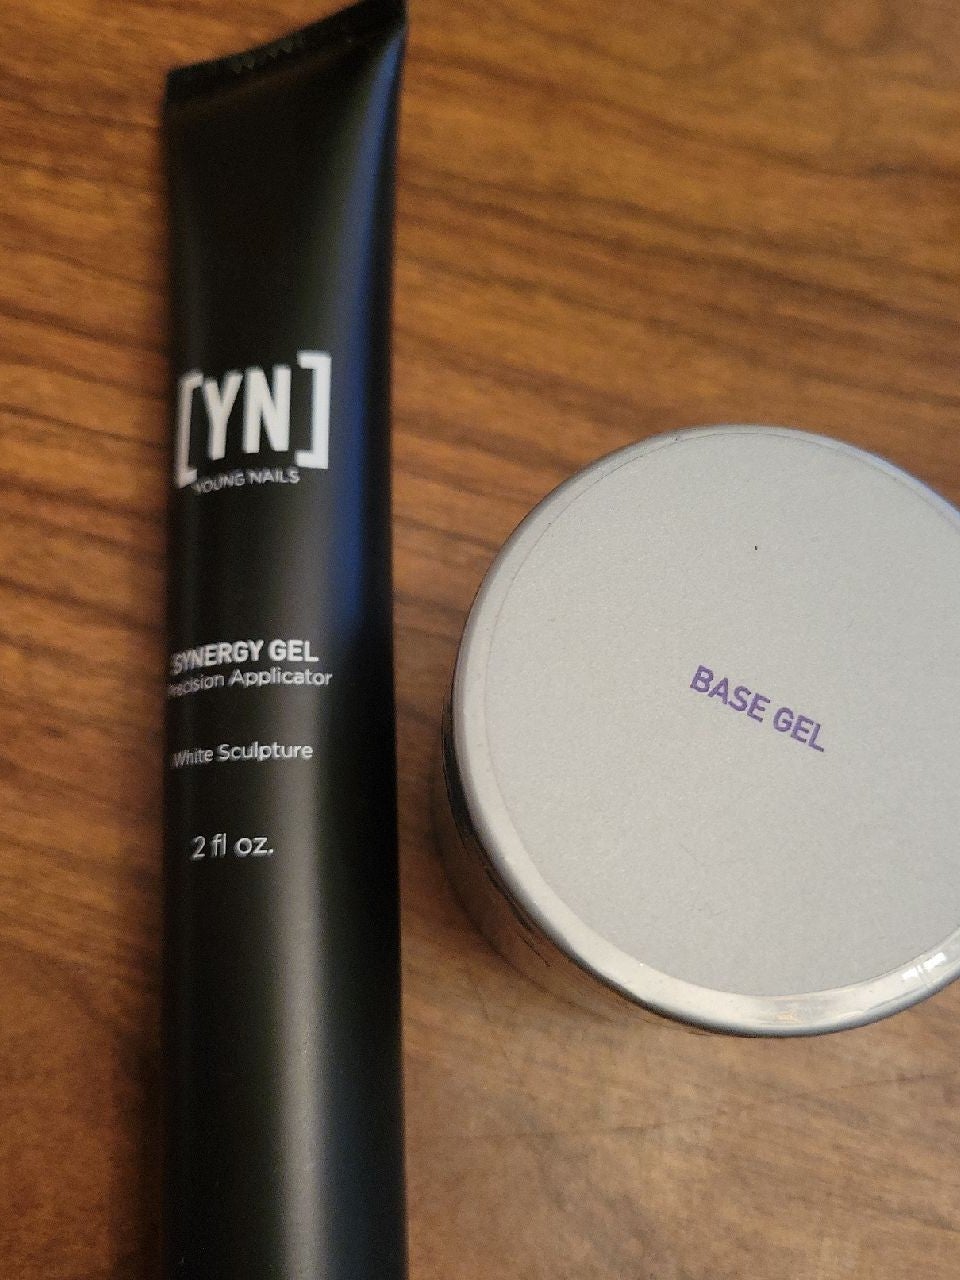 [YN]
YOUNG NAILS
SYNERGY GEL
Precision Applicator
White Sculpture
2 fl oz.
BASE GEL